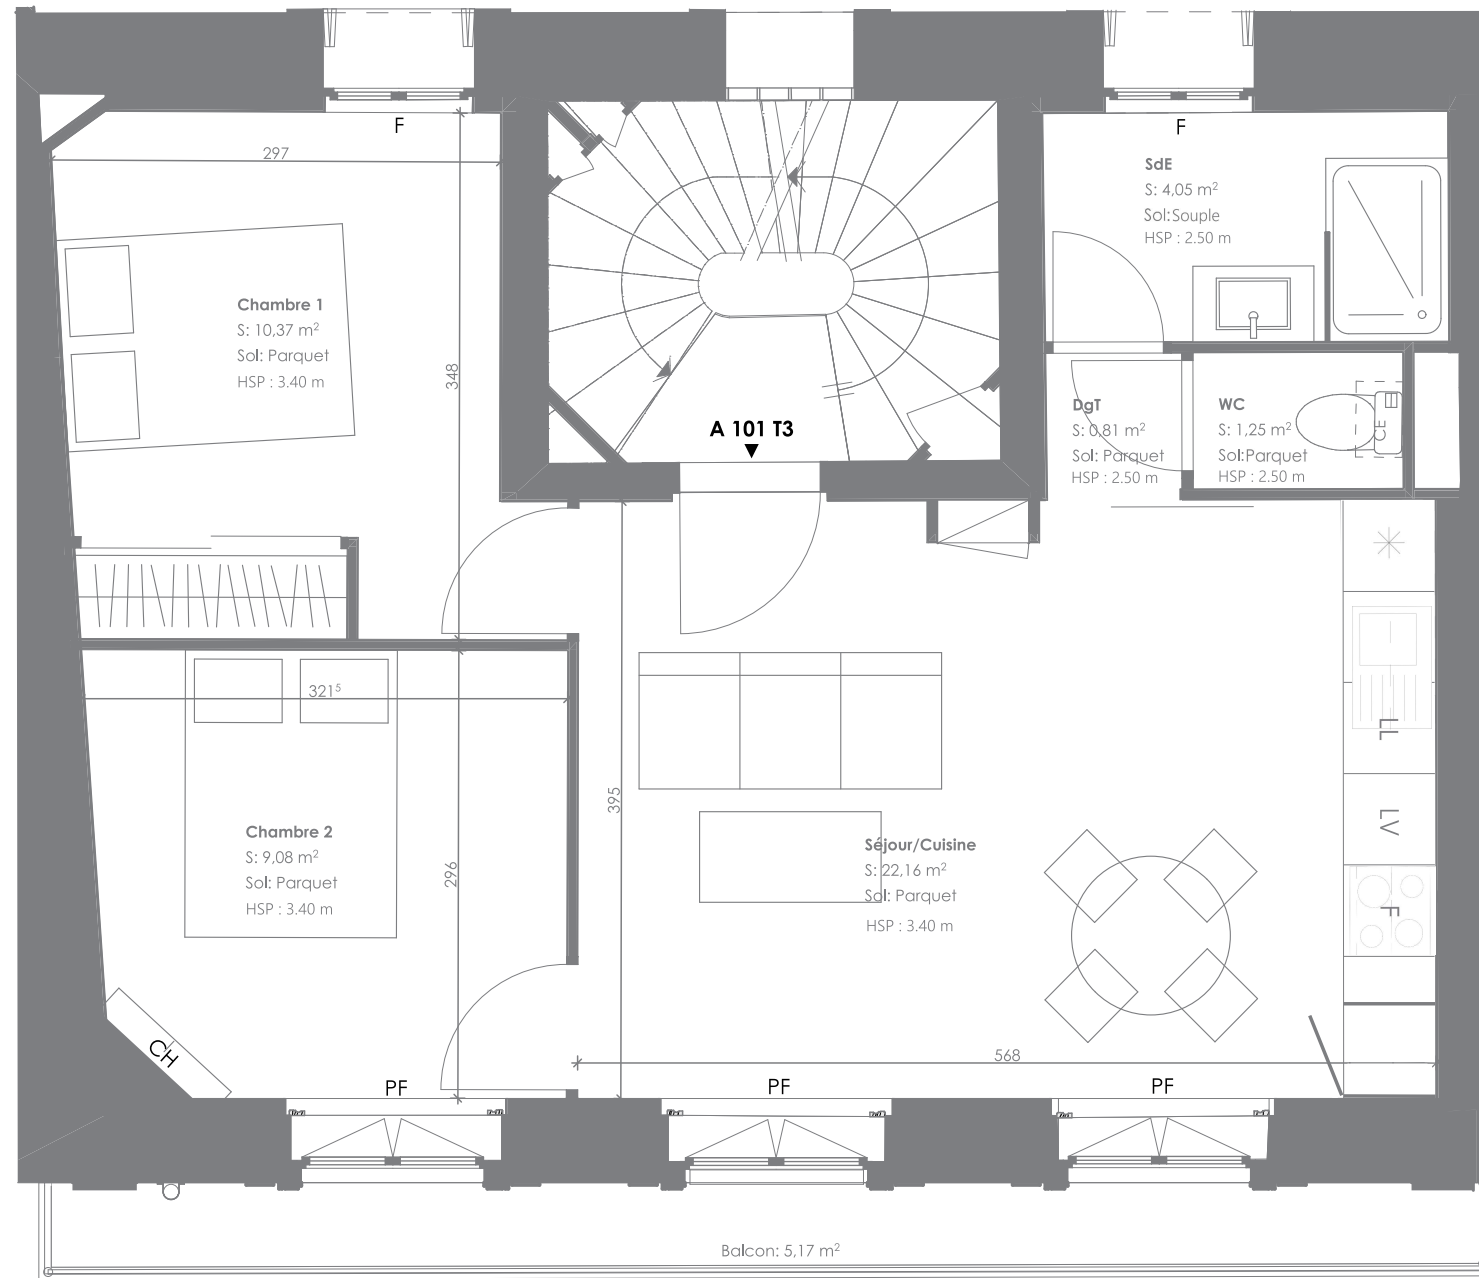 F
F
297
SdE
S: 4,05 m²
Sol:Souple
HSP : 2.50 m
Chambre 1
S: 10,37 m²
Sol: Parquet
HSP : 3.40 m
348
A 101 T3
DgT
S: 0,81 m²
Sol: Parquet
HSP : 2.50 m
WC
S: 1,25 m²
Sol:Parquet
HSP : 2.50 m
CE
321⁵
LL
LV
F
395
Chambre 2
S: 9,08 m²
Sol: Parquet
HSP : 3.40 m
296
Séjour/Cuisine
S: 22,16 m²
Sol: Parquet
HSP : 3.40 m
CH
568
PF
PF
PF
Balcon: 5,17 m²